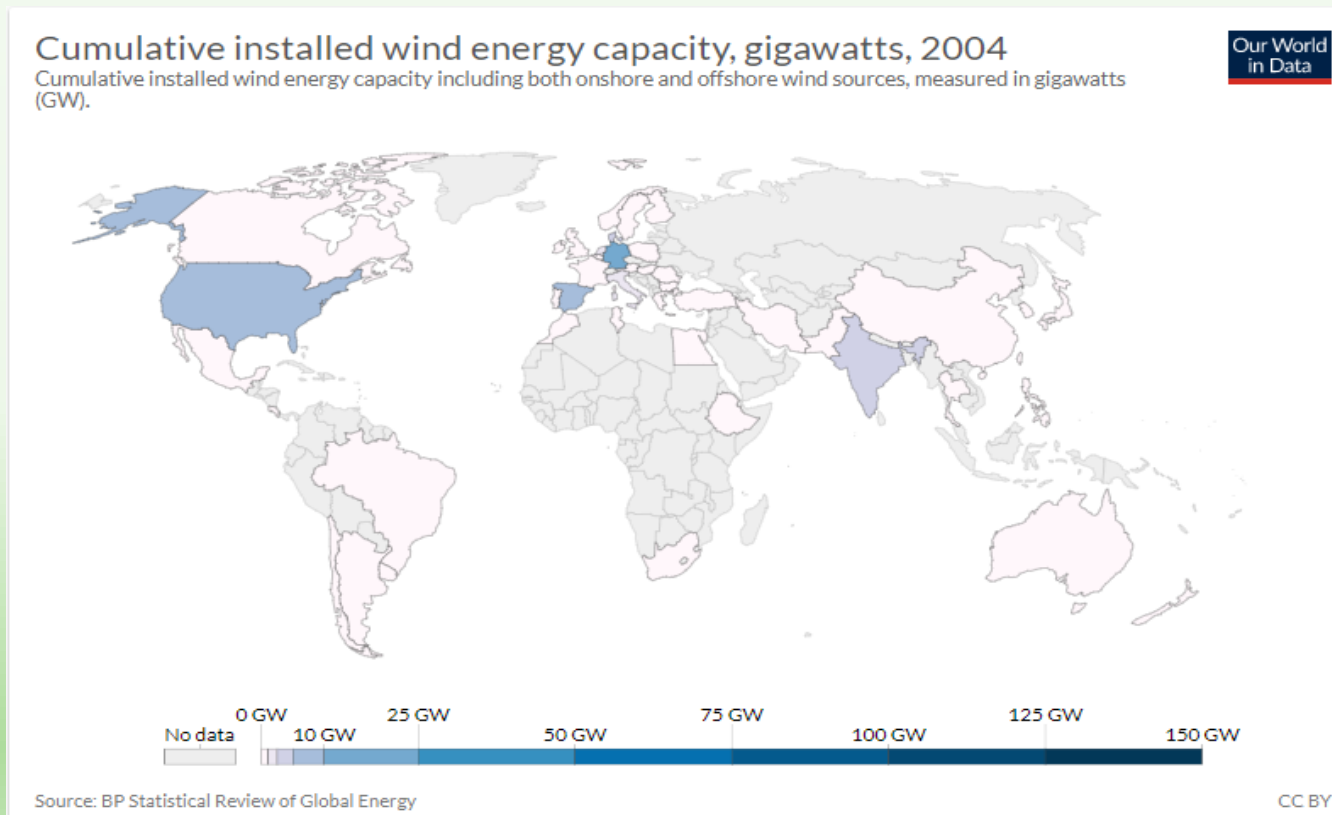 Cumulative installed wind energy capacity, gigawatts, 2004
Cumulative installed wind energy capacity including both onshore and offshore wind sources, measured in gigawatts
(GW).
Our World
in Data
0 GW 25 GW 75 GW 125 GW
No data 10 GW 50 GW 100 GW 150 GW
Source: BP Statistical Review of Global Energy
CC BY